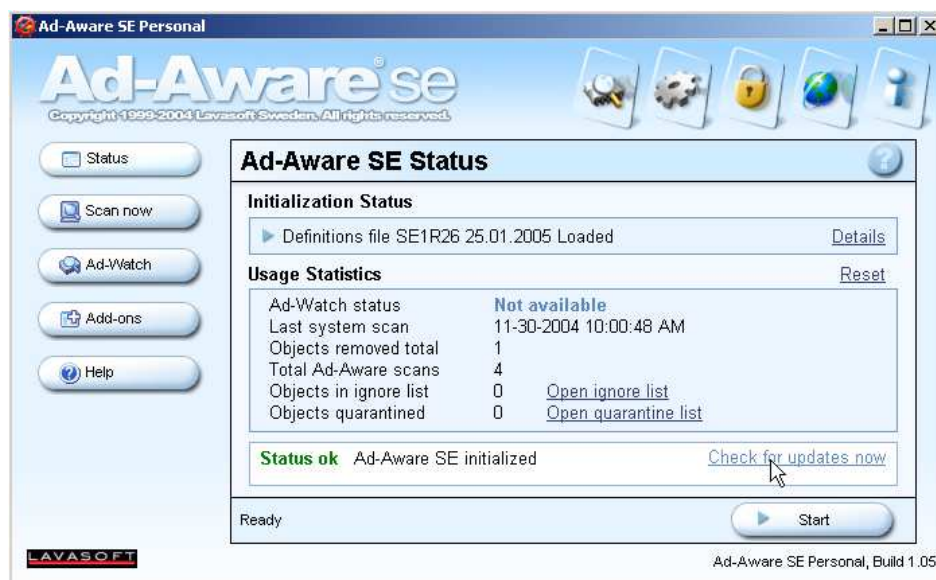 Ad-Aware SE Personal
Ad-Aware SE
Copyright 1999-2004 Lavasoft Sweden, All rights reserved.
Status
Scan now
Ad-Watch
Add-ons
Help
Ad-Aware SE Status
?
Initialization Status
Definitions file SE1R26 25.01.2005 Loaded Details
Usage Statistics Reset
Ad-Watch status Not available
Last system scan 11-30-2004 10:00:48 AM
Objects removed total 1
Total Ad-Aware scans 4
Objects in ignore list 0 Open ignore list
Objects quarantined 0 Open quarantine list
Status ok Ad-Aware SE initialized Check for updates now
Ready Start
LAVASOFT
Ad-Aware SE Personal, Build 1.05